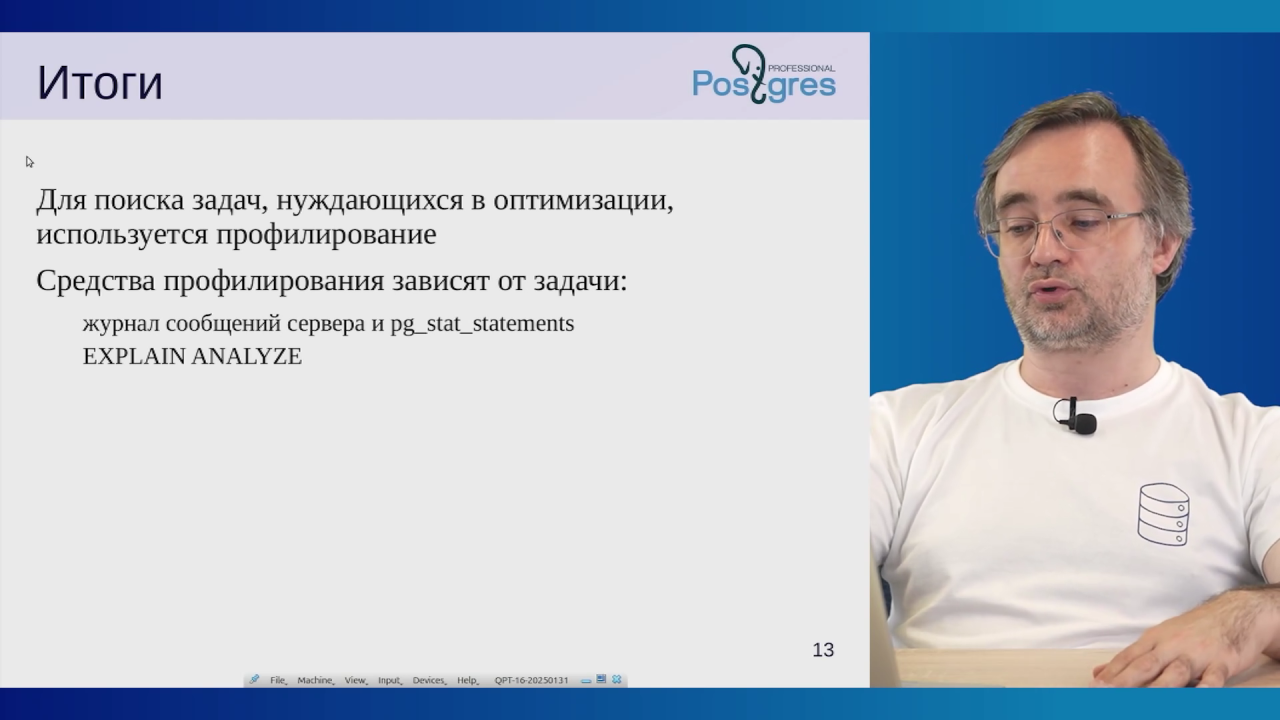 Итоги
PROFESSIONAL
Postgres
Для поиска задач, нуждающихся в оптимизации,
используется профилирование
Средства профилирования зависят от задачи:
журнал сообщений сервера и pg_stat_statements
EXPLAIN ANALYZE
13
File Machine View Input Devices Help QPT-16-20250131